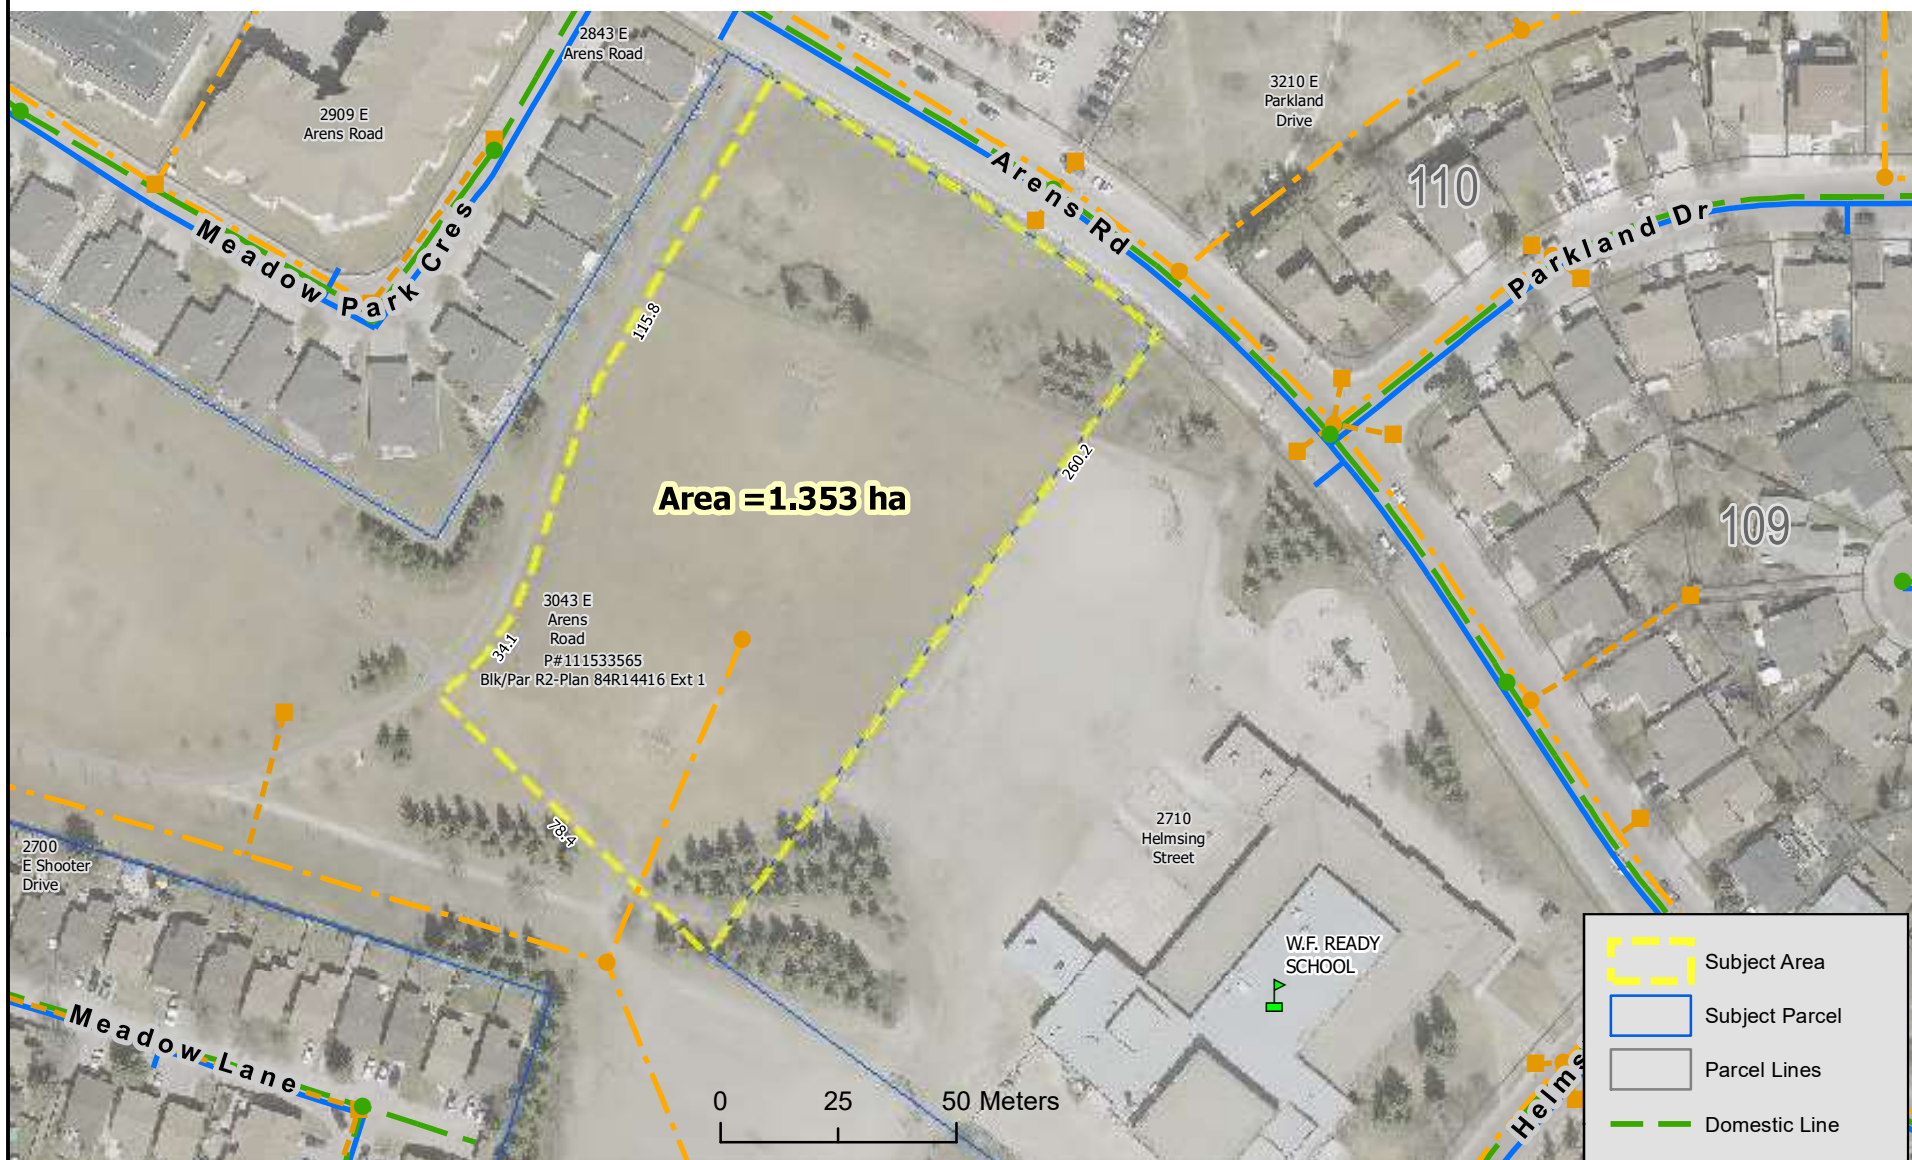 2843 E
Arens Road
2909 E
Arens Road
3210 E
Parkland
Drive
Arens Rd
110
Parkland Dr
Meadow Park Cres
115.8
260.2
Area =1.353 ha
109
3043 E
Arens
Road
34.1
P#111533565
Blk/Par R2-Plan 84R14416 Ext 1
78.4
2710
Helmsing
Street
2700
E Shooter
Drive
W.F. READY
SCHOOL
Meadow Lane
Helms
0 25 50 Meters
Subject Area
Subject Parcel
Parcel Lines
Domestic Line